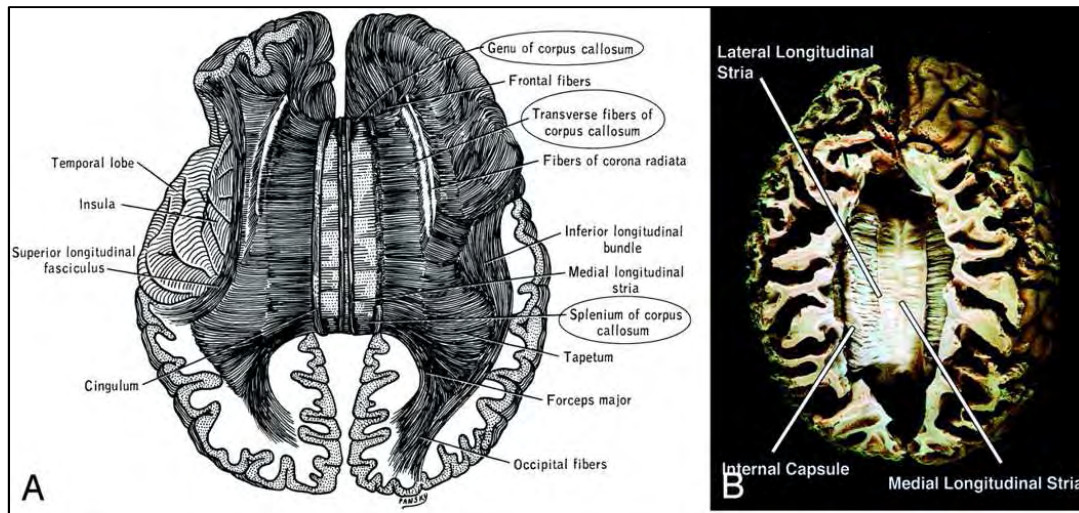 Genu of corpus callosum
Frontal fibers
Transverse fibers of
corpus callosum
Fibers of corona radiata
Temporal lobe
Insula
Superior longitudinal
fasciculus
Inferior longitudinal
bundle
Medial longitudinal
stria
Splenium of corpus
callosum
Tapetum
Cingulum
Forceps major
Occipital fibers
PANSKY
A
Lateral Longitudinal
Stria
Internal Capsule
Medial Longitudinal Stria
B